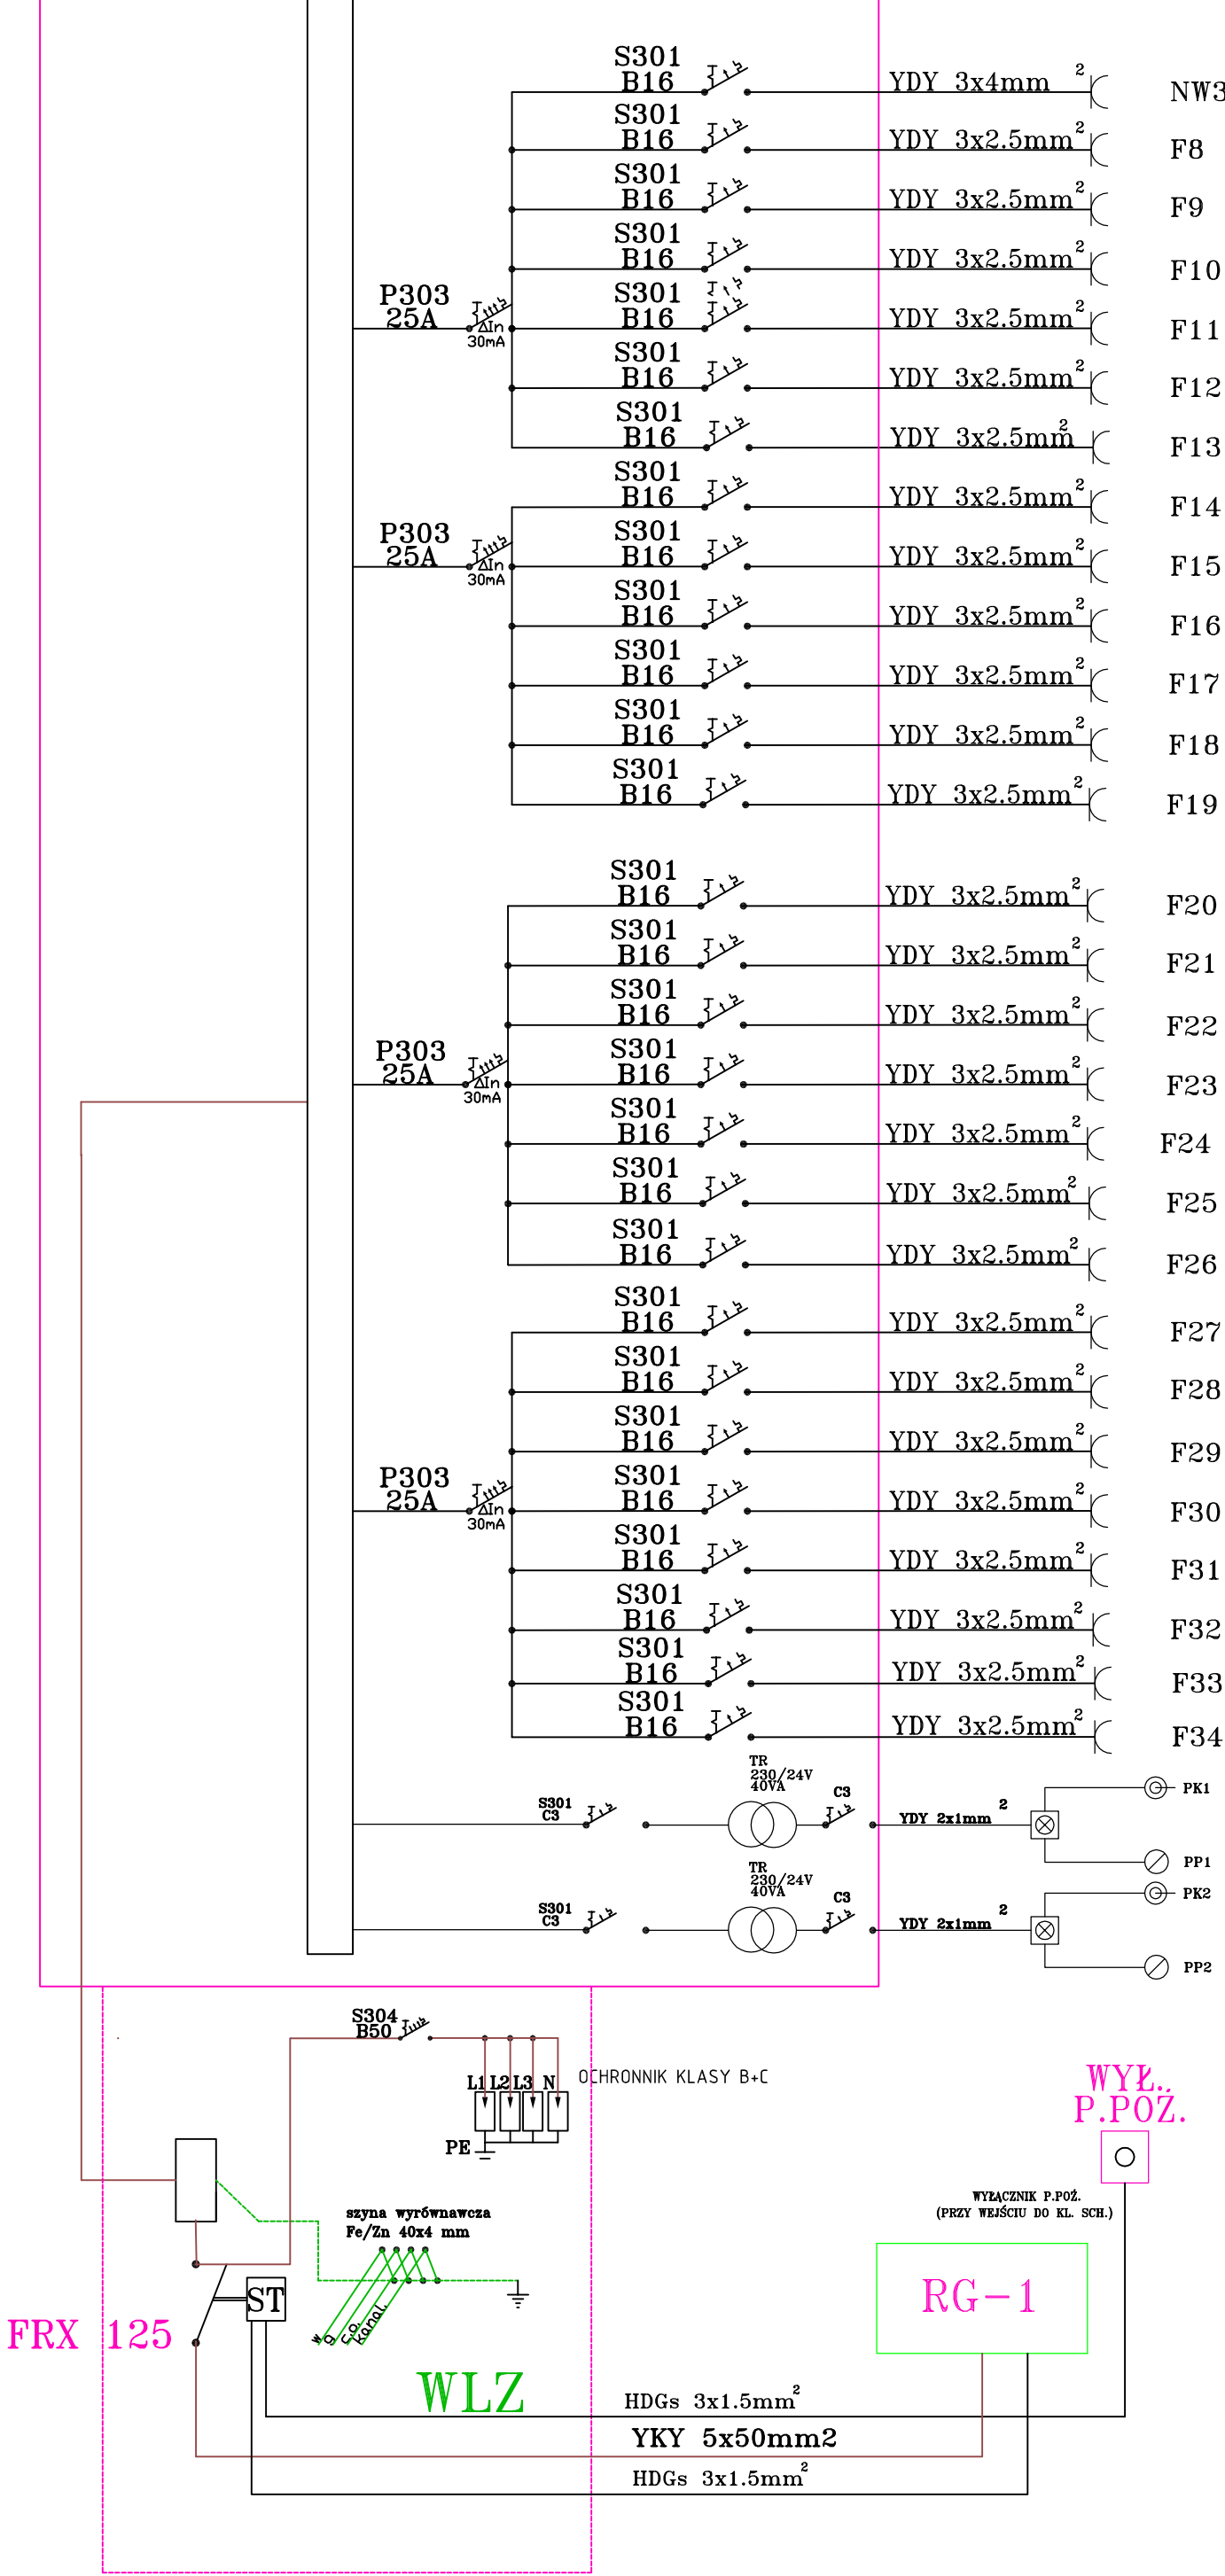 S301
B16 YDY 3x4mm 2 NW3
S301
B16 YDY 3x2.5mm 2 F8
S301
B16 YDY 3x2.5mm 2 F9
S301
B16 YDY 3x2.5mm 2 F10
P303 S301
25A B16 YDY 3x2.5mm 2 F11
ΔIn
30mA
S301
B16 YDY 3x2.5mm 2 F12
S301
B16 YDY 3x2.5mm 2 F13
S301
B16 YDY 3x2.5mm 2 F14
P303 S301
25A B16 YDY 3x2.5mm 2 F15
ΔIn
30mA
S301
B16 YDY 3x2.5mm 2 F16
S301
B16 YDY 3x2.5mm 2 F17
S301
B16 YDY 3x2.5mm 2 F18
S301
B16 YDY 3x2.5mm 2 F19
S301
B16 YDY 3x2.5mm 2 F20
S301
B16 YDY 3x2.5mm 2 F21
S301
B16 YDY 3x2.5mm 2 F22
P303 S301
25A B16 YDY 3x2.5mm 2 F23
ΔIn
30mA
S301
B16 YDY 3x2.5mm 2 F24
S301
B16 YDY 3x2.5mm 2 F25
S301
B16 YDY 3x2.5mm 2 F26
S301
B16 YDY 3x2.5mm 2 F27
S301
B16 YDY 3x2.5mm 2 F28
S301
B16 YDY 3x2.5mm 2 F29
P303 S301
25A B16 YDY 3x2.5mm 2 F30
ΔIn
30mA
S301
B16 YDY 3x2.5mm 2 F31
S301
B16 YDY 3x2.5mm 2 F32
S301
B16 YDY 3x2.5mm 2 F33
S301
B16 YDY 3x2.5mm 2 F34
TR
230/24V
40VA
PK1
S301
C3
C3
YDY 2x1mm 2
PP1
TR
230/24V
40VA
PK2
S301
C3
C3
YDY 2x1mm 2
PP2
S304
B50
OCHRONNIK KLASY B+C
L1 L2 L3 N
PE
WYŁ.
P.POŻ.
WYŁĄCZNIK P.POŻ.
(PRZY WEJŚCIU DO KL. SCH.)
szyna wyrównawcza
Fe/Zn 40x4 mm
ST
RG-1
FRX 125
w
g
c.o.
kanal.
WLZ
HDGs 3x1.5mm 2
YKY 5x50mm2
HDGs 3x1.5mm 2